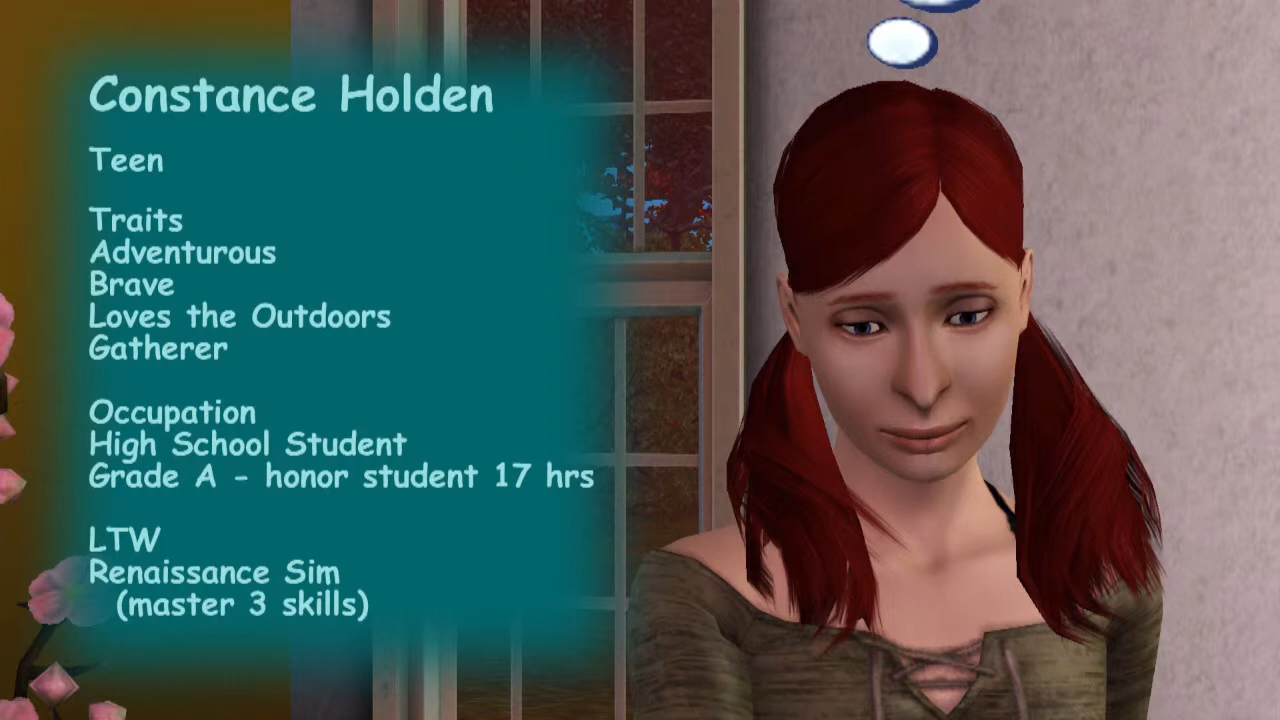 Constance Holden
Teen
Traits
Adventurous
Brave
Loves the Outdoors
Gatherer
Occupation
High School Student
Grade A - honor student 17 hrs
LTW
Renaissance Sim
(master 3 skills)